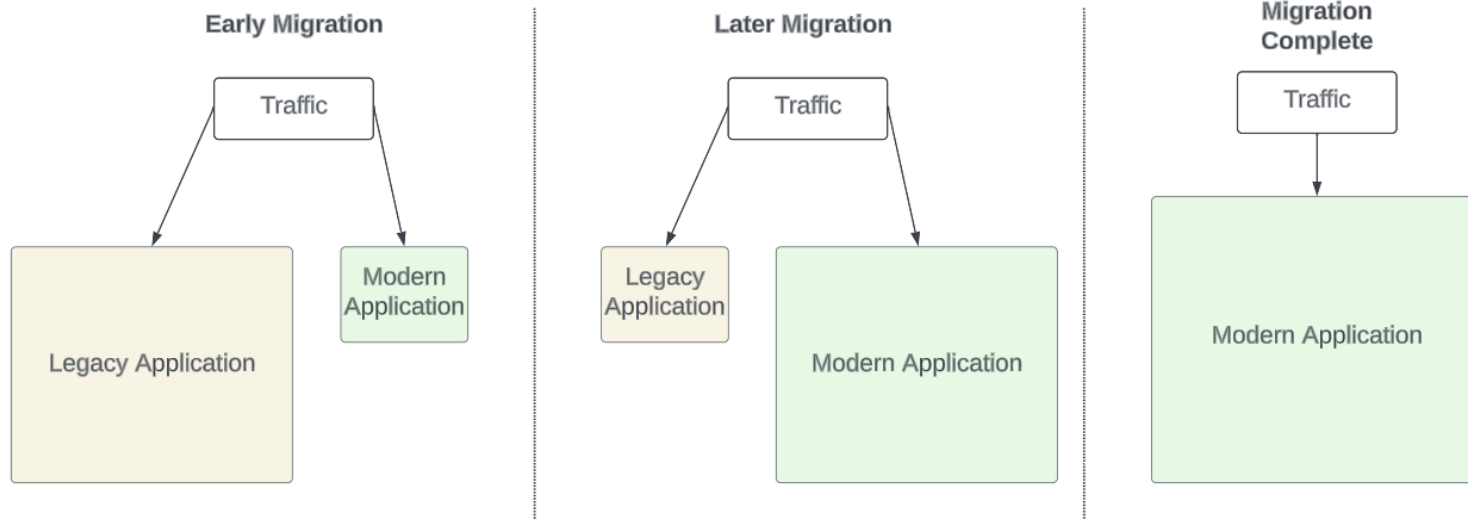 Early Migration
Traffic
Legacy Application
Modern
Application
Later Migration
Traffic
Legacy
Application
Modern Application
Migration
Complete
Traffic
Modern Application